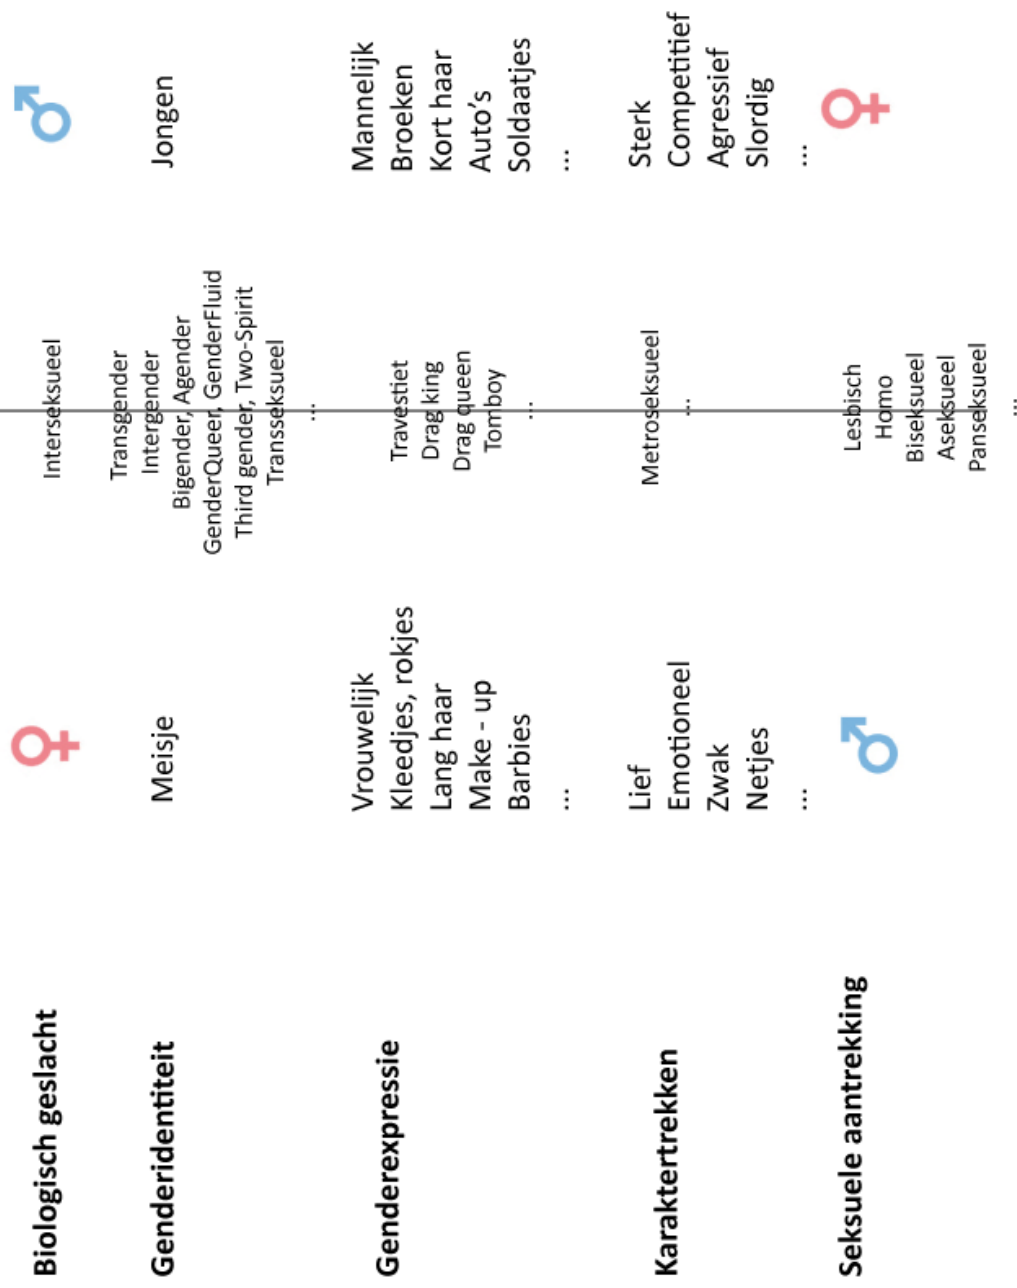 Biologisch geslacht
Interseksueel
Genderidentiteit
Meisje
Transgender
Intergender
Bigender, Agender
GenderQueer, GenderFluid
Third gender, Two-Spirit
Transseksueel
...
Jongen
Genderexpressie
Vrouwelijk
Kleedjes, rokjes
Lang haar
Make - up
Barbies
...
Travestiet
Drag king
Drag queen
Tomboy
...
Mannelijk
Broeken
Kort haar
Auto's
Soldaatjes
...
Karaktertrekken
Lief
Emotioneel
Zwak
Netjes
...
Metroseksueel
...
Sterk
Competitief
Agressief
Slordig
...
Seksuele aantrekking
Lesbisch
Homo
Biseksueel
Aseksueel
Panseksueel
...